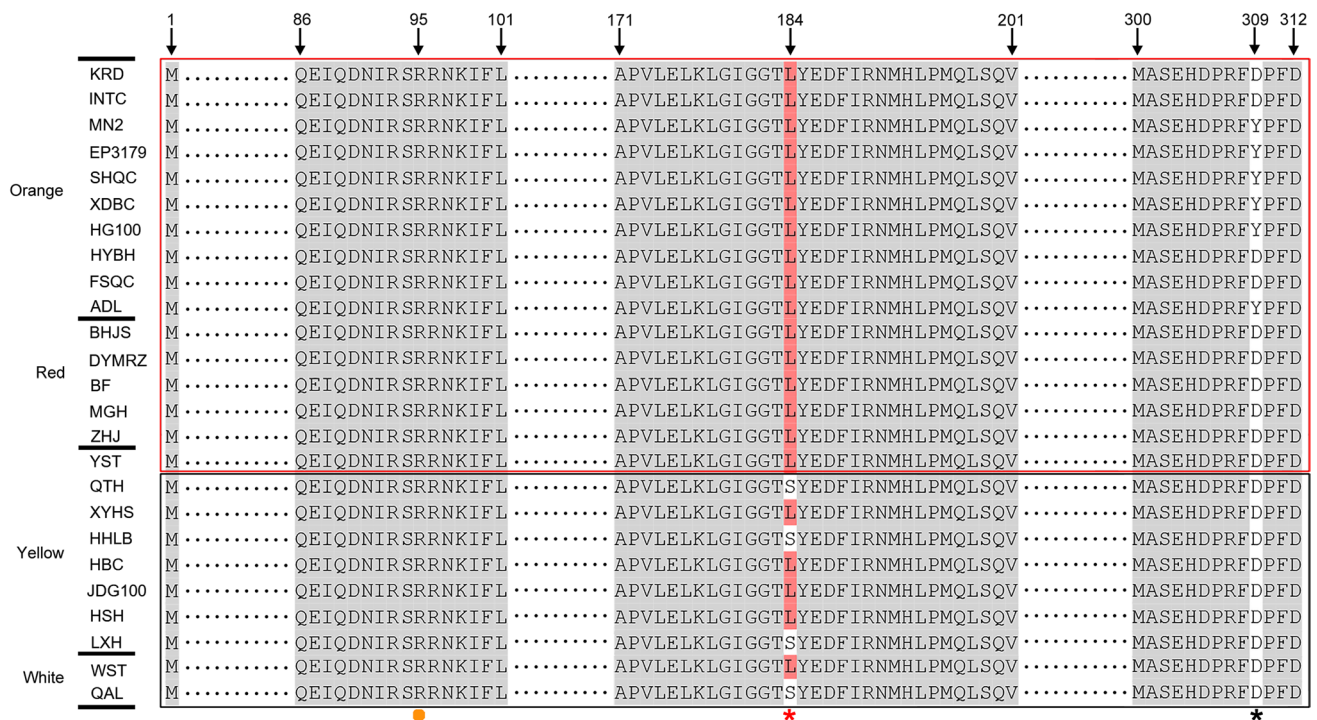 1 86 95 101 171 184 201 300 309 312
KRD M...........QEIQDNIRSRRNKIFL..........APVLELKLGIGGTLYEDFIRNMHLPMQLSQV...........MASEHDPRFDPFD
INTC M...........QEIQDNIRSRRNKIFL..........APVLELKLGIGGTLYEDFIRNMHLPMQLSQV...........MASEHDPRFDPFD
MN2 M...........QEIQDNIRSRRNKIFL..........APVLELKLGIGGTLYEDFIRNMHLPMQLSQV...........MASEHDPRFYPFD
EP3179 M...........QEIQDNIRSRRNKIFL..........APVLELKLGIGGTLYEDFIRNMHLPMQLSQV...........MASEHDPRFYPFD
SHQC M...........QEIQDNIRSRRNKIFL..........APVLELKLGIGGTLYEDFIRNMHLPMQLSQV...........MASEHDPRFYPFD
Orange
XDBC M...........QEIQDNIRSRRNKIFL..........APVLELKLGIGGTLYEDFIRNMHLPMQLSQV...........MASEHDPRFYPFD
HG100 M...........QEIQDNIRSRRNKIFL..........APVLELKLGIGGTLYEDFIRNMHLPMQLSQV...........MASEHDPRFYPFD
HYBH M...........QEIQDNIRSRRNKIFL..........APVLELKLGIGGTLYEDFIRNMHLPMQLSQV...........MASEHDPRFDPFD
FSQC M...........QEIQDNIRSRRNKIFL..........APVLELKLGIGGTLYEDFIRNMHLPMQLSQV...........MASEHDPRFDPFD
ADL M...........QEIQDNIRSRRNKIFL..........APVLELKLGIGGTLYEDFIRNMHLPMQLSQV...........MASEHDPRFYPFD
BHJS M...........QEIQDNIRSRRNKIFL..........APVLELKLGIGGTLYEDFIRNMHLPMQLSQV...........MASEHDPRFDPFD
DYMRZ M...........QEIQDNIRSRRNKIFL..........APVLELKLGIGGTLYEDFIRNMHLPMQLSQV...........MASEHDPRFDPFD
Red
BF M...........QEIQDNIRSRRNKIFL..........APVLELKLGIGGTLYEDFIRNMHLPMQLSQV...........MASEHDPRFDPFD
MGH M...........QEIQDNIRSRRNKIFL..........APVLELKLGIGGTLYEDFIRNMHLPMQLSQV...........MASEHDPRFDPFD
ZHJ M...........QEIQDNIRSRRNKIFL..........APVLELKLGIGGTLYEDFIRNMHLPMQLSQV...........MASEHDPRFDPFD
YST M...........QEIQDNIRSRRNKIFL..........APVLELKLGIGGTLYEDFIRNMHLPMQLSQV...........MASEHDPRFDPFD
QTH M...........QEIQDNIRSRRNKIFL..........APVLELKLGIGGTSYEDFIRNMHLPMQLSQV...........MASEHDPRFDPFD
XYHS M...........QEIQDNIRSRRNKIFL..........APVLELKLGIGGTLYEDFIRNMHLPMQLSQV...........MASEHDPRFDPFD
HHLB M...........QEIQDNIRSRRNKIFL..........APVLELKLGIGGTSYEDFIRNMHLPMQLSQV...........MASEHDPRFDPFD
Yellow
HBC M...........QEIQDNIRSRRNKIFL..........APVLELKLGIGGTLYEDFIRNMHLPMQLSQV...........MASEHDPRFDPFD
JDG100 M...........QEIQDNIRSRRNKIFL..........APVLELKLGIGGTLYEDFIRNMHLPMQLSQV...........MASEHDPRFDPFD
HSH M...........QEIQDNIRSRRNKIFL..........APVLELKLGIGGTLYEDFIRNMHLPMQLSQV...........MASEHDPRFDPFD
LXH M...........QEIQDNIRSRRNKIFL..........APVLELKLGIGGTSYEDFIRNMHLPMQLSQV...........MASEHDPRFDPFD
WST M...........QEIQDNIRSRRNKIFL..........APVLELKLGIGGTLYEDFIRNMHLPMQLSQV...........MASEHDPRFDPFD
White
QAL M...........QEIQDNIRSRRNKIFL..........APVLELKLGIGGTSYEDFIRNMHLPMQLSQV...........MASEHDPRFDPFD
* *